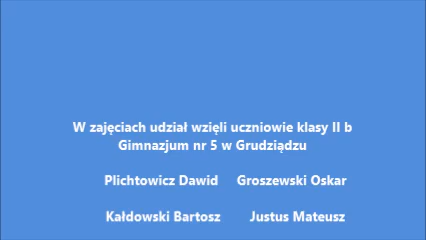 W zajęciach udział wzięli uczniowie klasy II b
Gimnazjum nr 5 w Grudziądzu
Plichtowicz Dawid Groszewski Oskar
Kałdowski Bartosz Justus Mateusz